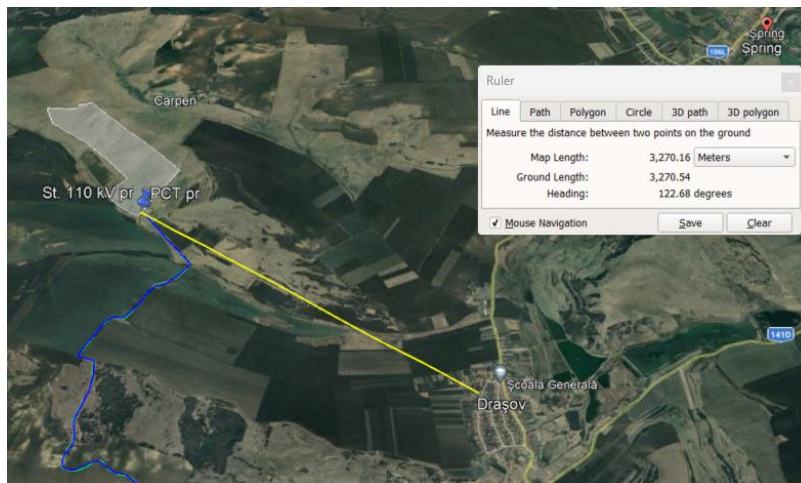 Șpring
106L
Șpring
Carpen
St. 110 kV pr
PCT pr
Ruler
Line Path Polygon Circle 3D path 3D polygon
Measure the distance between two points on the ground
Map Length: 3,270.16 Meters
Ground Length: 3,270.54
Heading: 122.68 degrees
Mouse Navigation Save Clear
141D
Școala Generală
Drașov